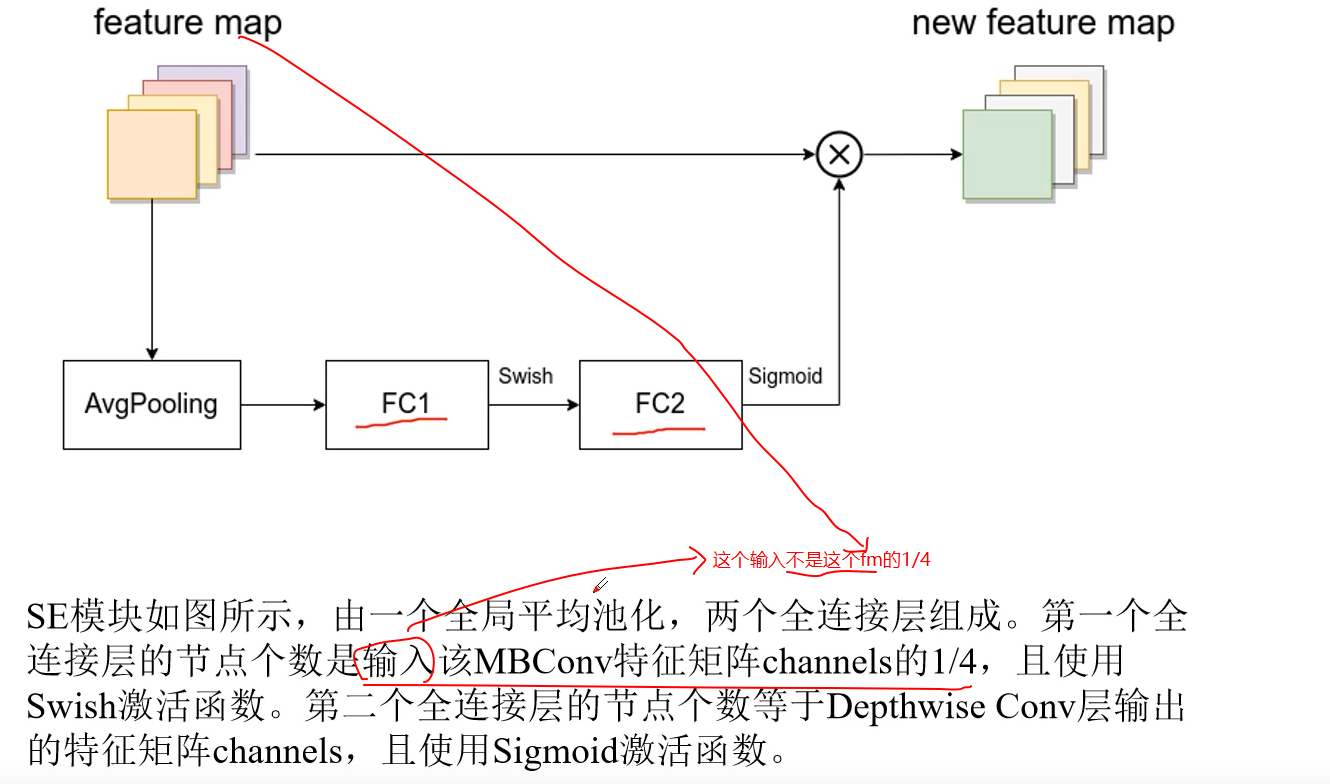 feature map
new feature map
AvgPooling
FC1
Swish
FC2
Sigmoid
这个输入不是这个fm的1/4
SE模块如图所示，由一个全局平均池化，两个全连接层组成。第一个全
连接层的节点个数是输入该MBConv特征矩阵channels的1/4，且使用
Swish激活函数。第二个全连接层的节点个数等于Depthwise Conv层输出
的特征矩阵channels，且使用Sigmoid激活函数。